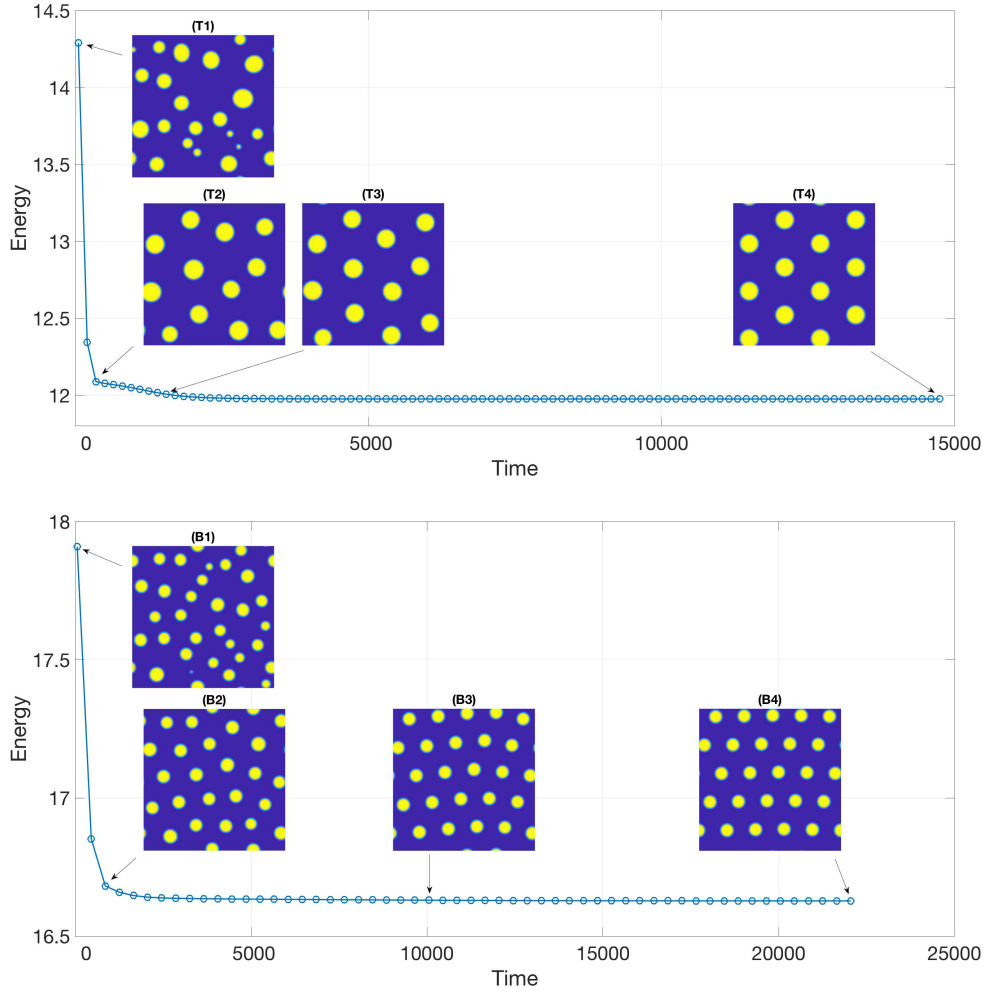 14.5
(T1)
14
13.5
(T2) (T3) (T4)
13
12.5
12
Energy
0 5000 10000 15000
Time
18
(B1)
17.5
(B2) (B3) (B4)
17
16.5
Energy
0 5000 10000 15000 20000 25000
Time